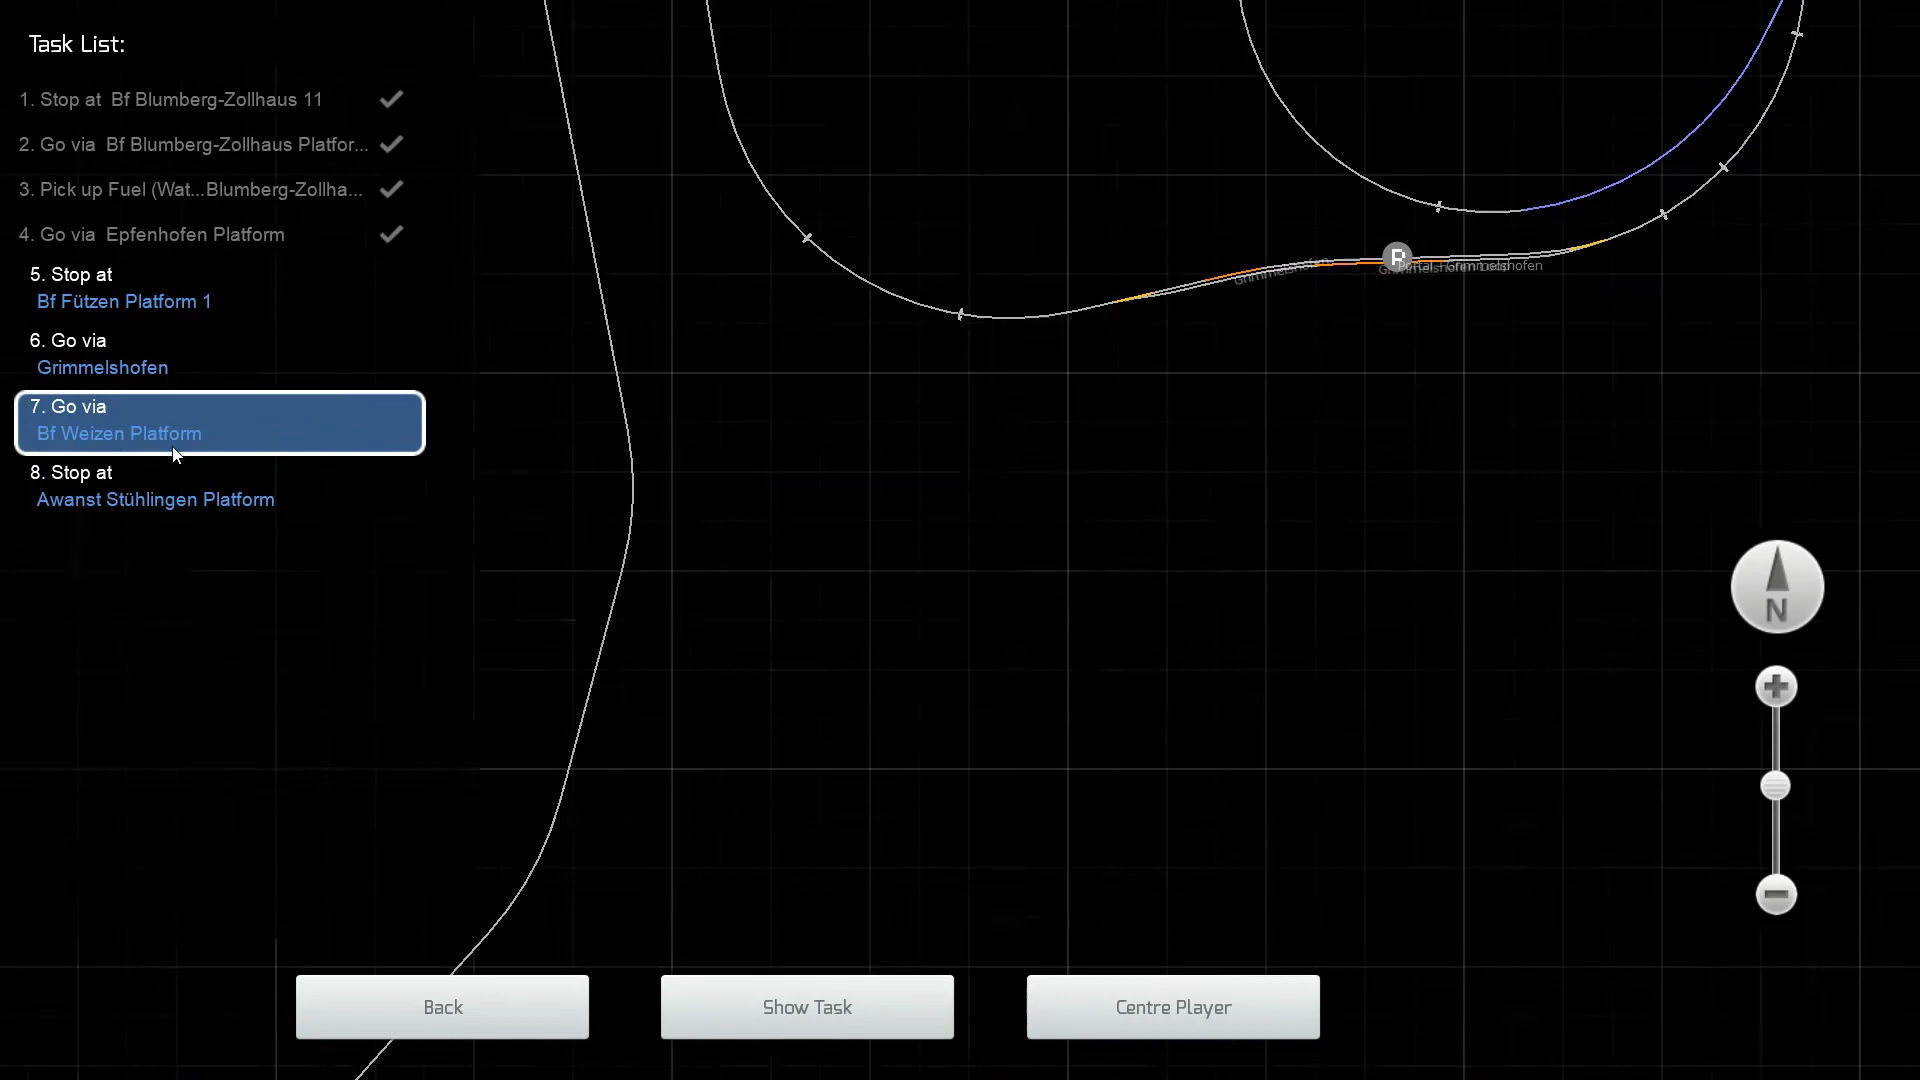 Task List:
1. Stop at Bf Blumberg-Zollhaus 11
2. Go via Bf Blumberg-Zollhaus Platfor...
3. Pick up Fuel (Wat...Blumberg-Zollha...
4. Go via Epfenhofen Platform
5. Stop at
Bf Fützen Platform 1
6. Go via
Grimmelshofen
7. Go via
Bf Weizen Platform
8. Stop at
Awanst Stühlingen Platform
Grimmelshofen
P
N
Back
Show Task
Centre Player